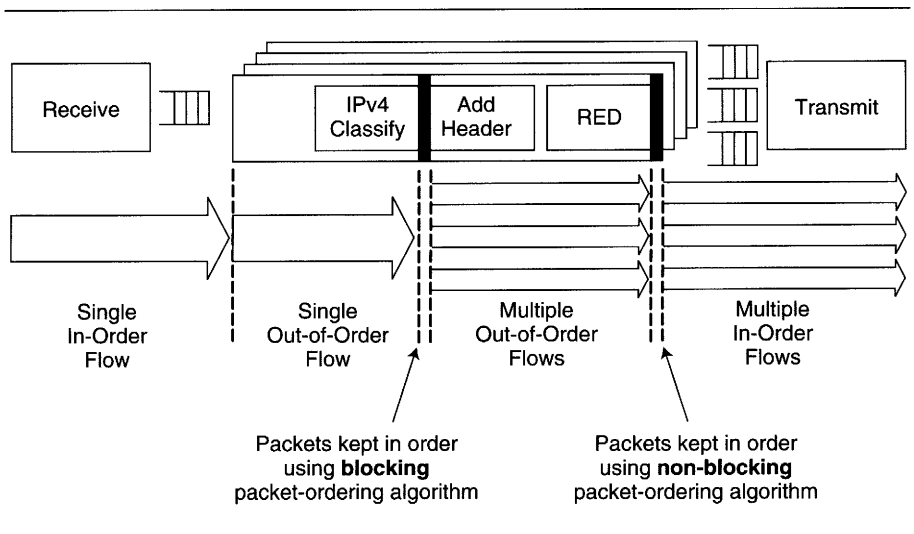 Receive
IPv4
Classify
Add
Header
RED
Transmit
Single
In-Order
Flow
Single
Out-of-Order
Flow
Multiple
Out-of-Order
Flows
Multiple
In-Order
Flows
Packets kept in order
using blocking
packet-ordering algorithm
Packets kept in order
using non-blocking
packet-ordering algorithm